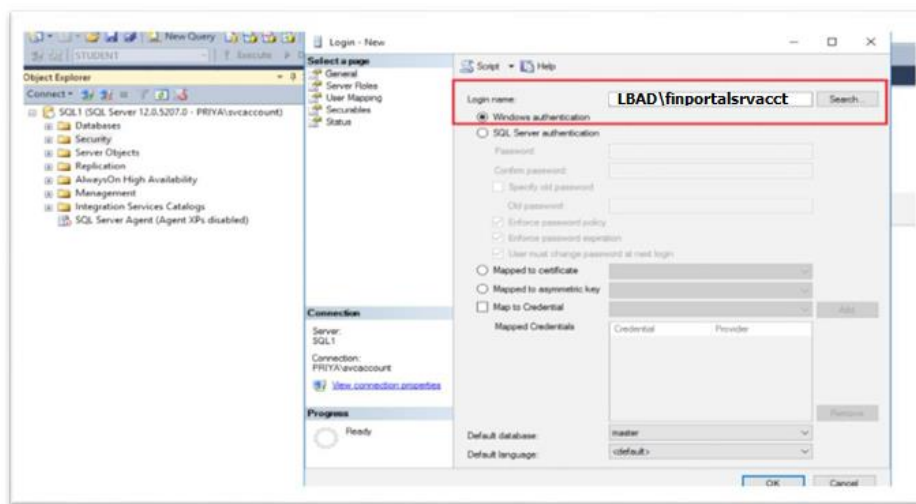 New Query
STUDENT
Execute
Object Explorer
Connect
SQL1 (SQL Server 12.0.5207.0 - PRIYA\svcaccount)
Databases
Security
Server Objects
Replication
AlwaysOn High Availability
Management
Integration Services Catalogs
SQL Server Agent (Agent XPs disabled)
Login - New
Select a page
General
Server Roles
User Mapping
Securables
Status
Connection
Server:
SQL1
Connection:
PRIYA\svcaccount
View connection properties
Progress
Ready
Script Help
Login name: LBAD\finportalsrvacct Search...
Windows authentication
SQL Server authentication
Password:
Confirm password:
Specify old password
Old password:
Enforce password policy
Enforce password expiration
User must change password at next login
Mapped to certificate
Mapped to asymmetric key
Map to Credential Add
Mapped Credentials Credential Provider
Remove
Default database: master
Default language: <default>
OK Cancel